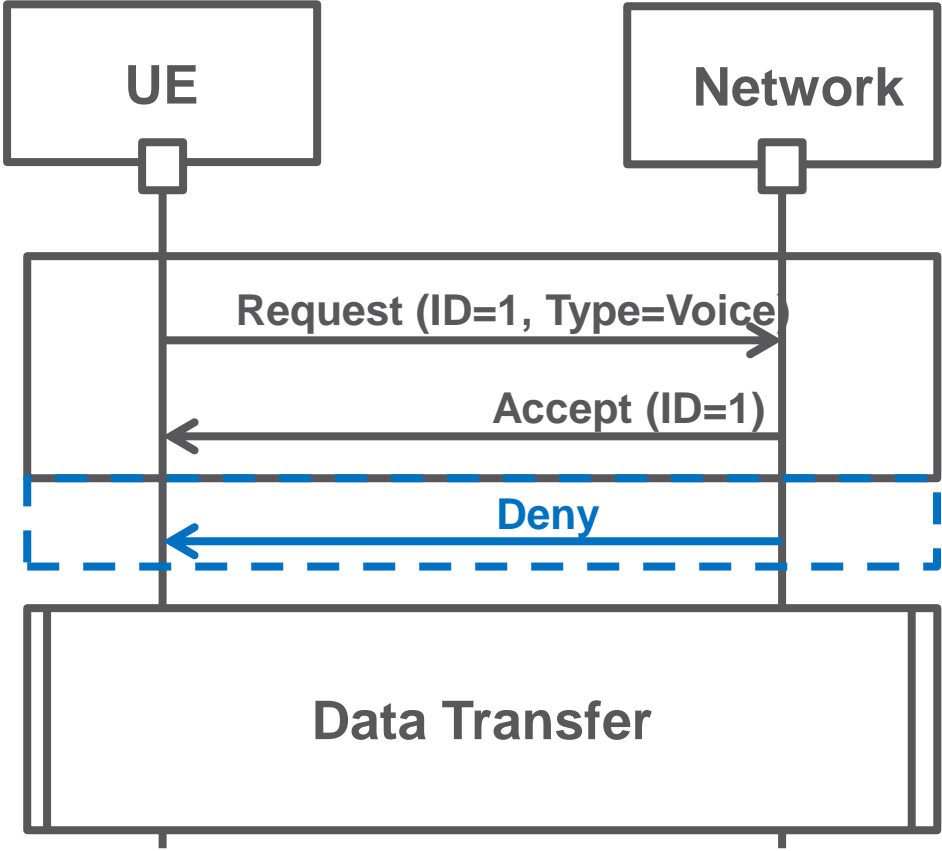 UE
Network
Request (ID=1, Type=Voice)
Accept (ID=1)
Deny
Data Transfer